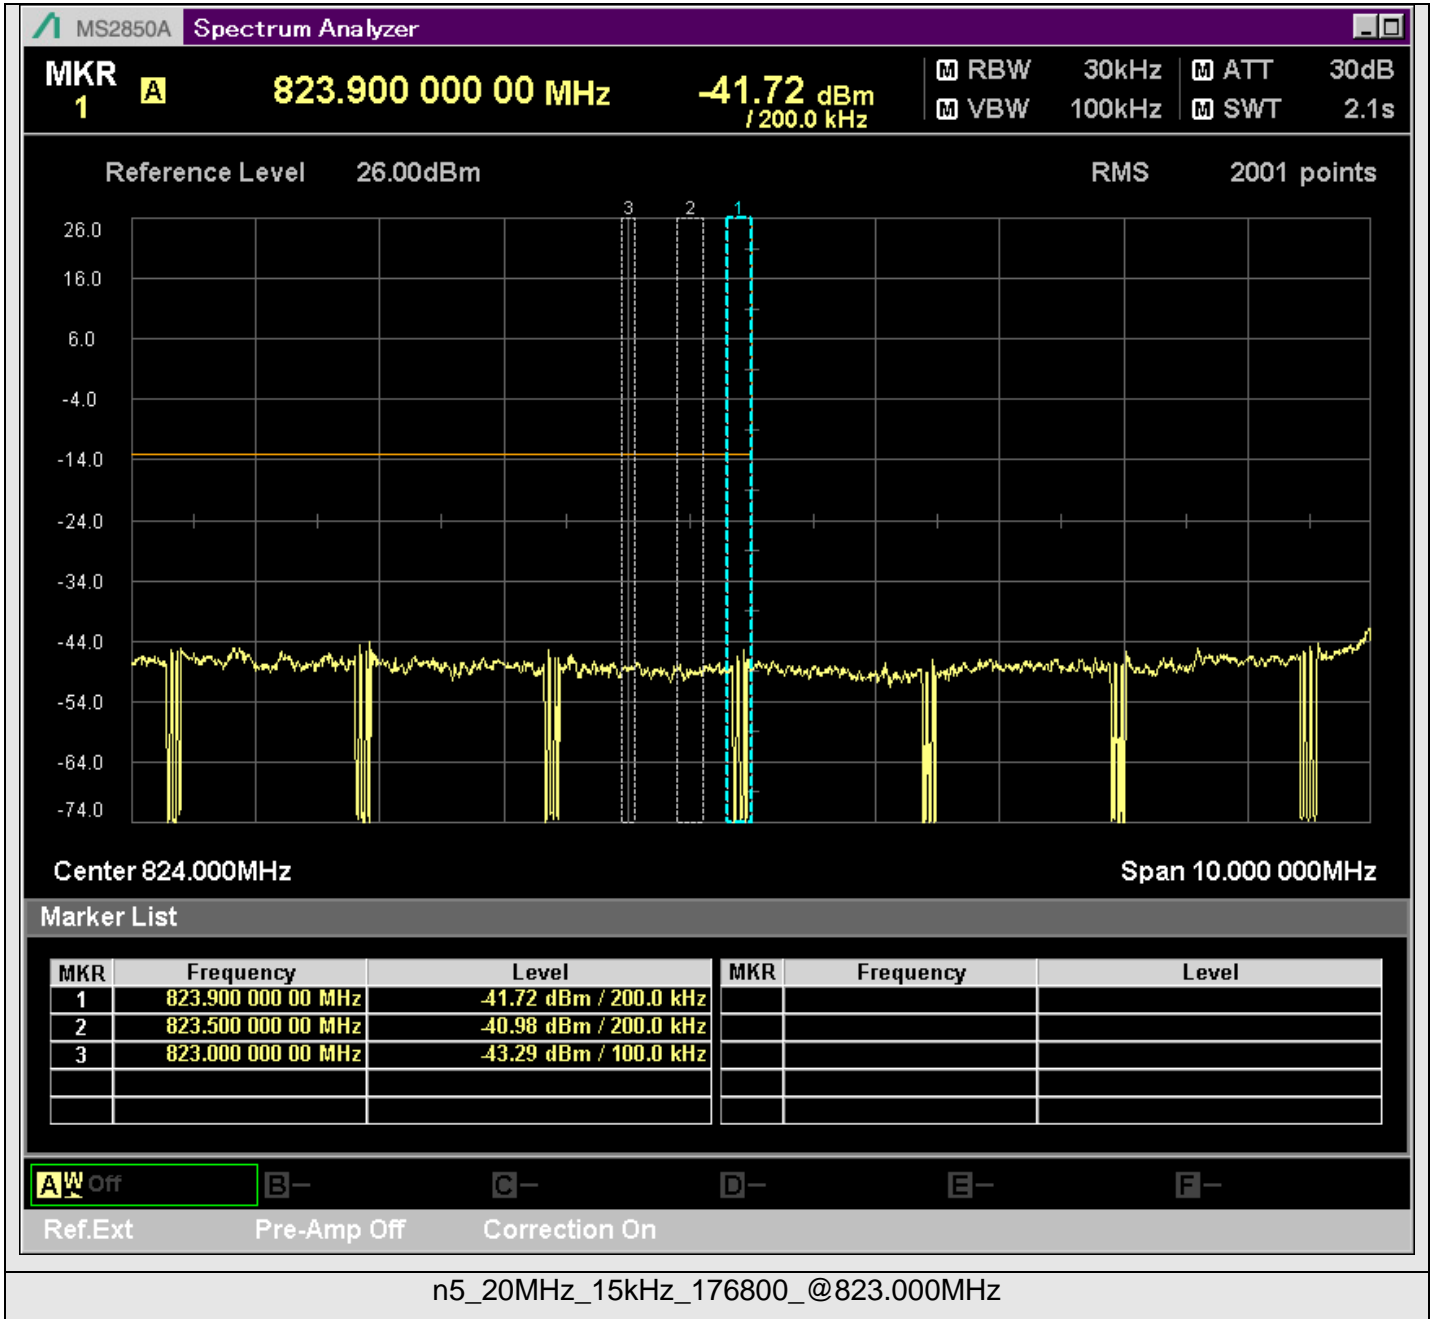 MS2850A Spectrum Analyzer
MKR 1 A 823.900 000 00 MHz -41.72 dBm / 200.0 kHz
M RBW 30kHz M ATT 30dB
M VBW 100kHz M SWT 2.1s
Reference Level 26.00dBm RMS 2001 points
3 2 1
26.0
16.0
6.0
-4.0
-14.0
-24.0
-34.0
-44.0
-54.0
-64.0
-74.0
Center 824.000MHz Span 10.000 000MHz
Marker List
MKR Frequency Level MKR Frequency Level
1 823.900 000 00 MHz -41.72 dBm / 200.0 kHz
2 823.500 000 00 MHz -40.98 dBm / 200.0 kHz
3 823.000 000 00 MHz -43.29 dBm / 100.0 kHz
A W Off B - C - D - E - F -
Ref.Ext Pre-Amp Off Correction On
n5_20MHz_15kHz_176800_@823.000MHz